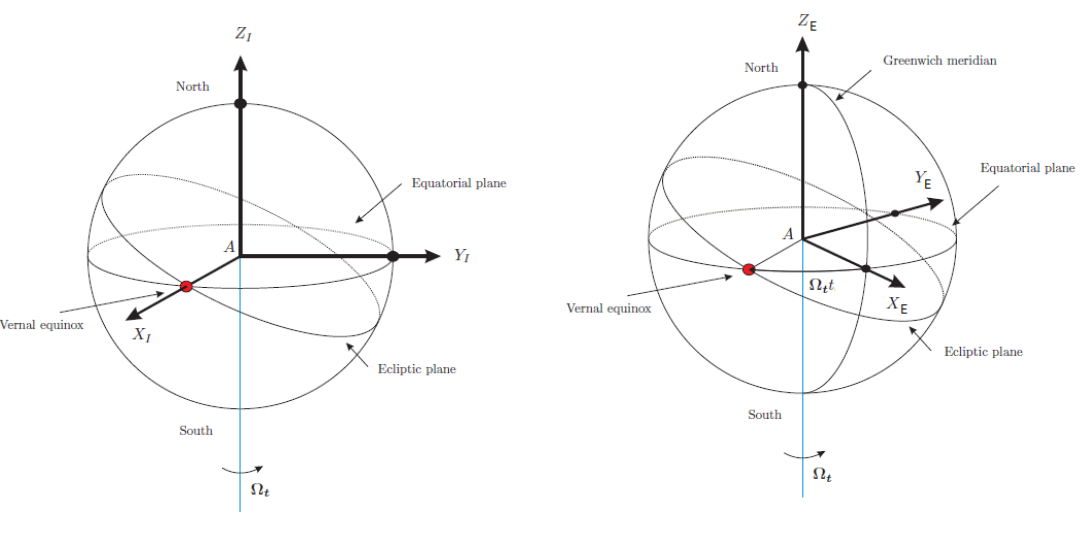 Z_I
North
Equatorial plane
A
Y_I
Vernal equinox
X_I
Ecliptic plane
South
Ω_t
Z_E
Greenwich meridian
North
Equatorial plane
Y_E
A
Ω_t t
Vernal equinox
X_E
Ecliptic plane
South
Ω_t